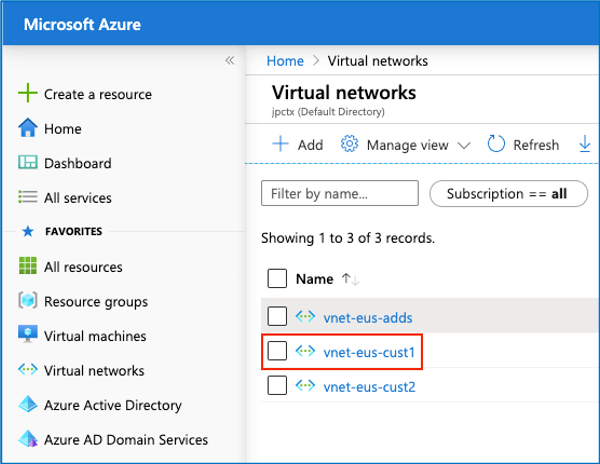 Microsoft Azure
«
Create a resource
Home
Dashboard
All services
FAVORITES
All resources
Resource groups
Virtual machines
Virtual networks
Azure Active Directory
Azure AD Domain Services
Home > Virtual networks
Virtual networks
jpctx (Default Directory)
Add Manage view Refresh
Filter by name... Subscription == all
Showing 1 to 3 of 3 records.
Name ↑↓
vnet-eus-adds
vnet-eus-cust1
vnet-eus-cust2